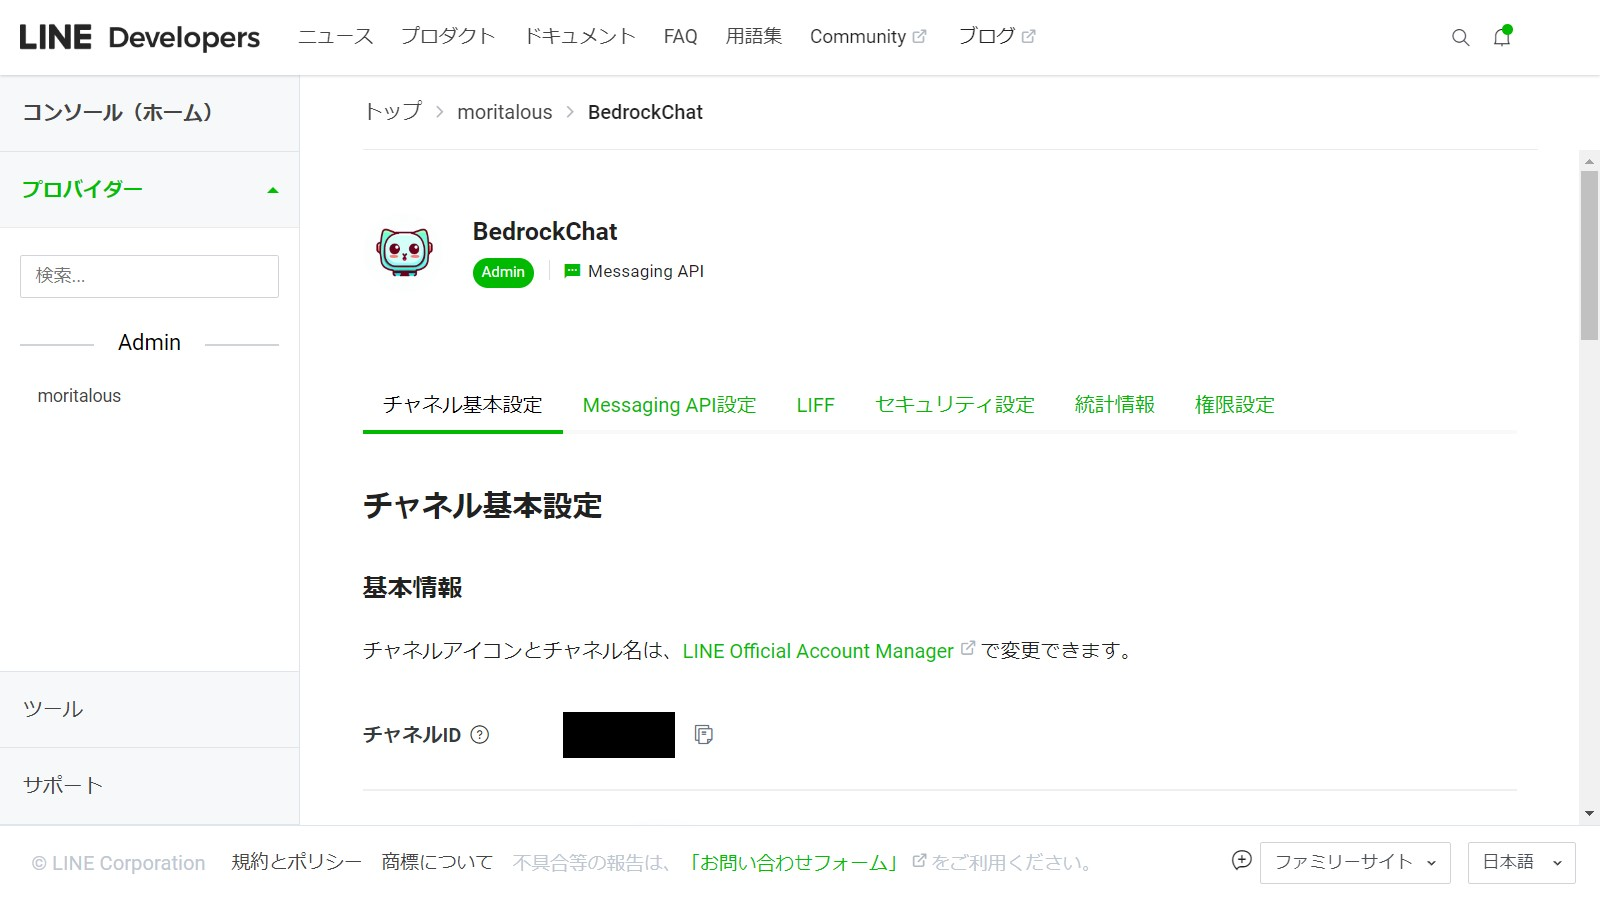 LINE Developers ニュース プロダクト ドキュメント FAQ 用語集 Community ブログ
コンソール（ホーム）
プロバイダー
検索...
Admin
moritalous
ツール
サポート
トップ > moritalous > BedrockChat
BedrockChat
Admin Messaging API
チャネル基本設定 Messaging API設定 LIFF セキュリティ設定 統計情報 権限設定
チャネル基本設定
基本情報
チャネルアイコンとチャネル名は、LINE Official Account Manager で変更できます。
チャネルID ?
© LINE Corporation 規約とポリシー 商標について 不具合等の報告は、「お問い合わせフォーム」 をご利用ください。 ファミリーサイト 日本語